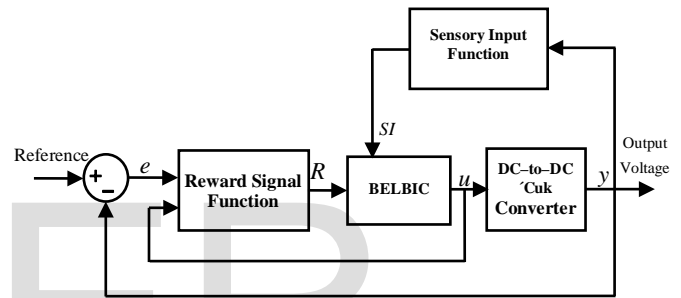 Sensory Input
Function
SI
Reference
+
–
e
Reward Signal
Function
R
BELBIC
u
DC–to–DC
´Cuk
Converter
y
Output
Voltage